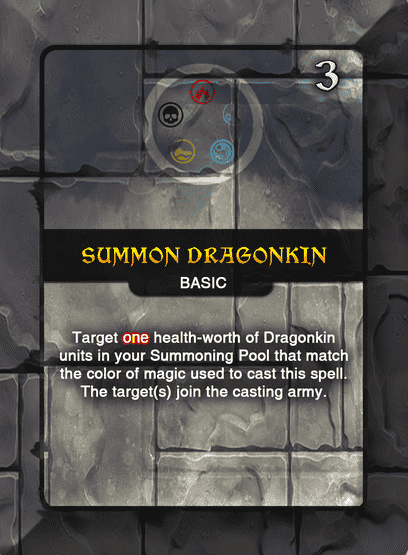 3
SUMMON DRAGONKIN
BASIC
Target one health-worth of Dragonkin
units in your Summoning Pool that match
the color of magic used to cast this spell.
The target(s) join the casting army.